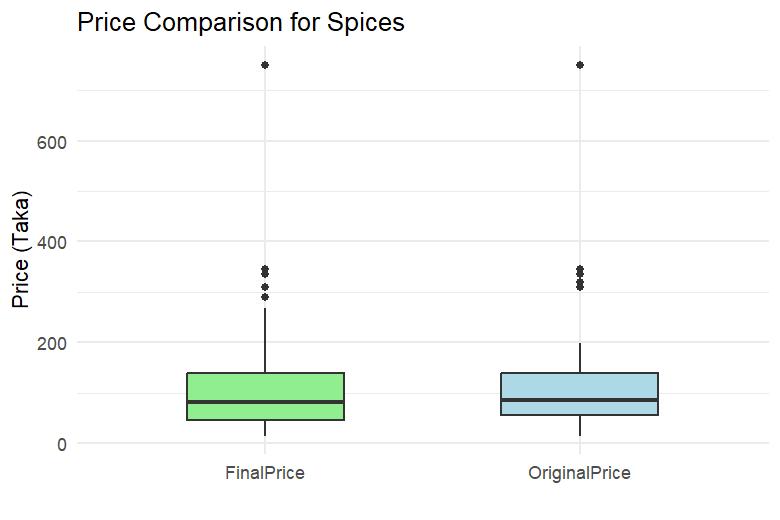 Price Comparison for Spices
Price (Taka)
600
400
200
0
FinalPrice
OriginalPrice